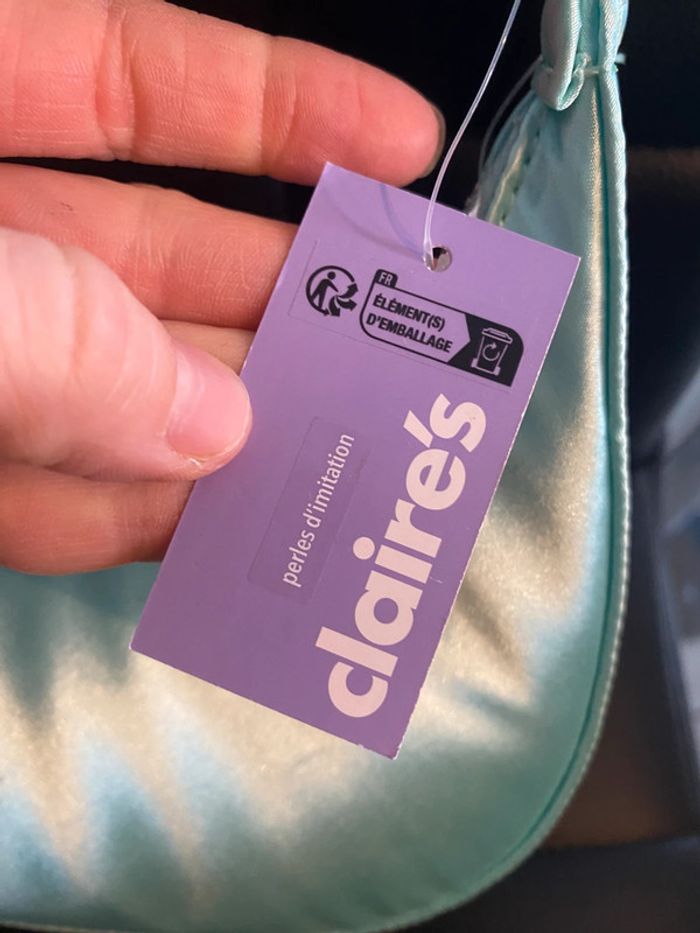 FR
ÉLÉMENT(S)
D'EMBALLAGE
perles d'imitation
claire's